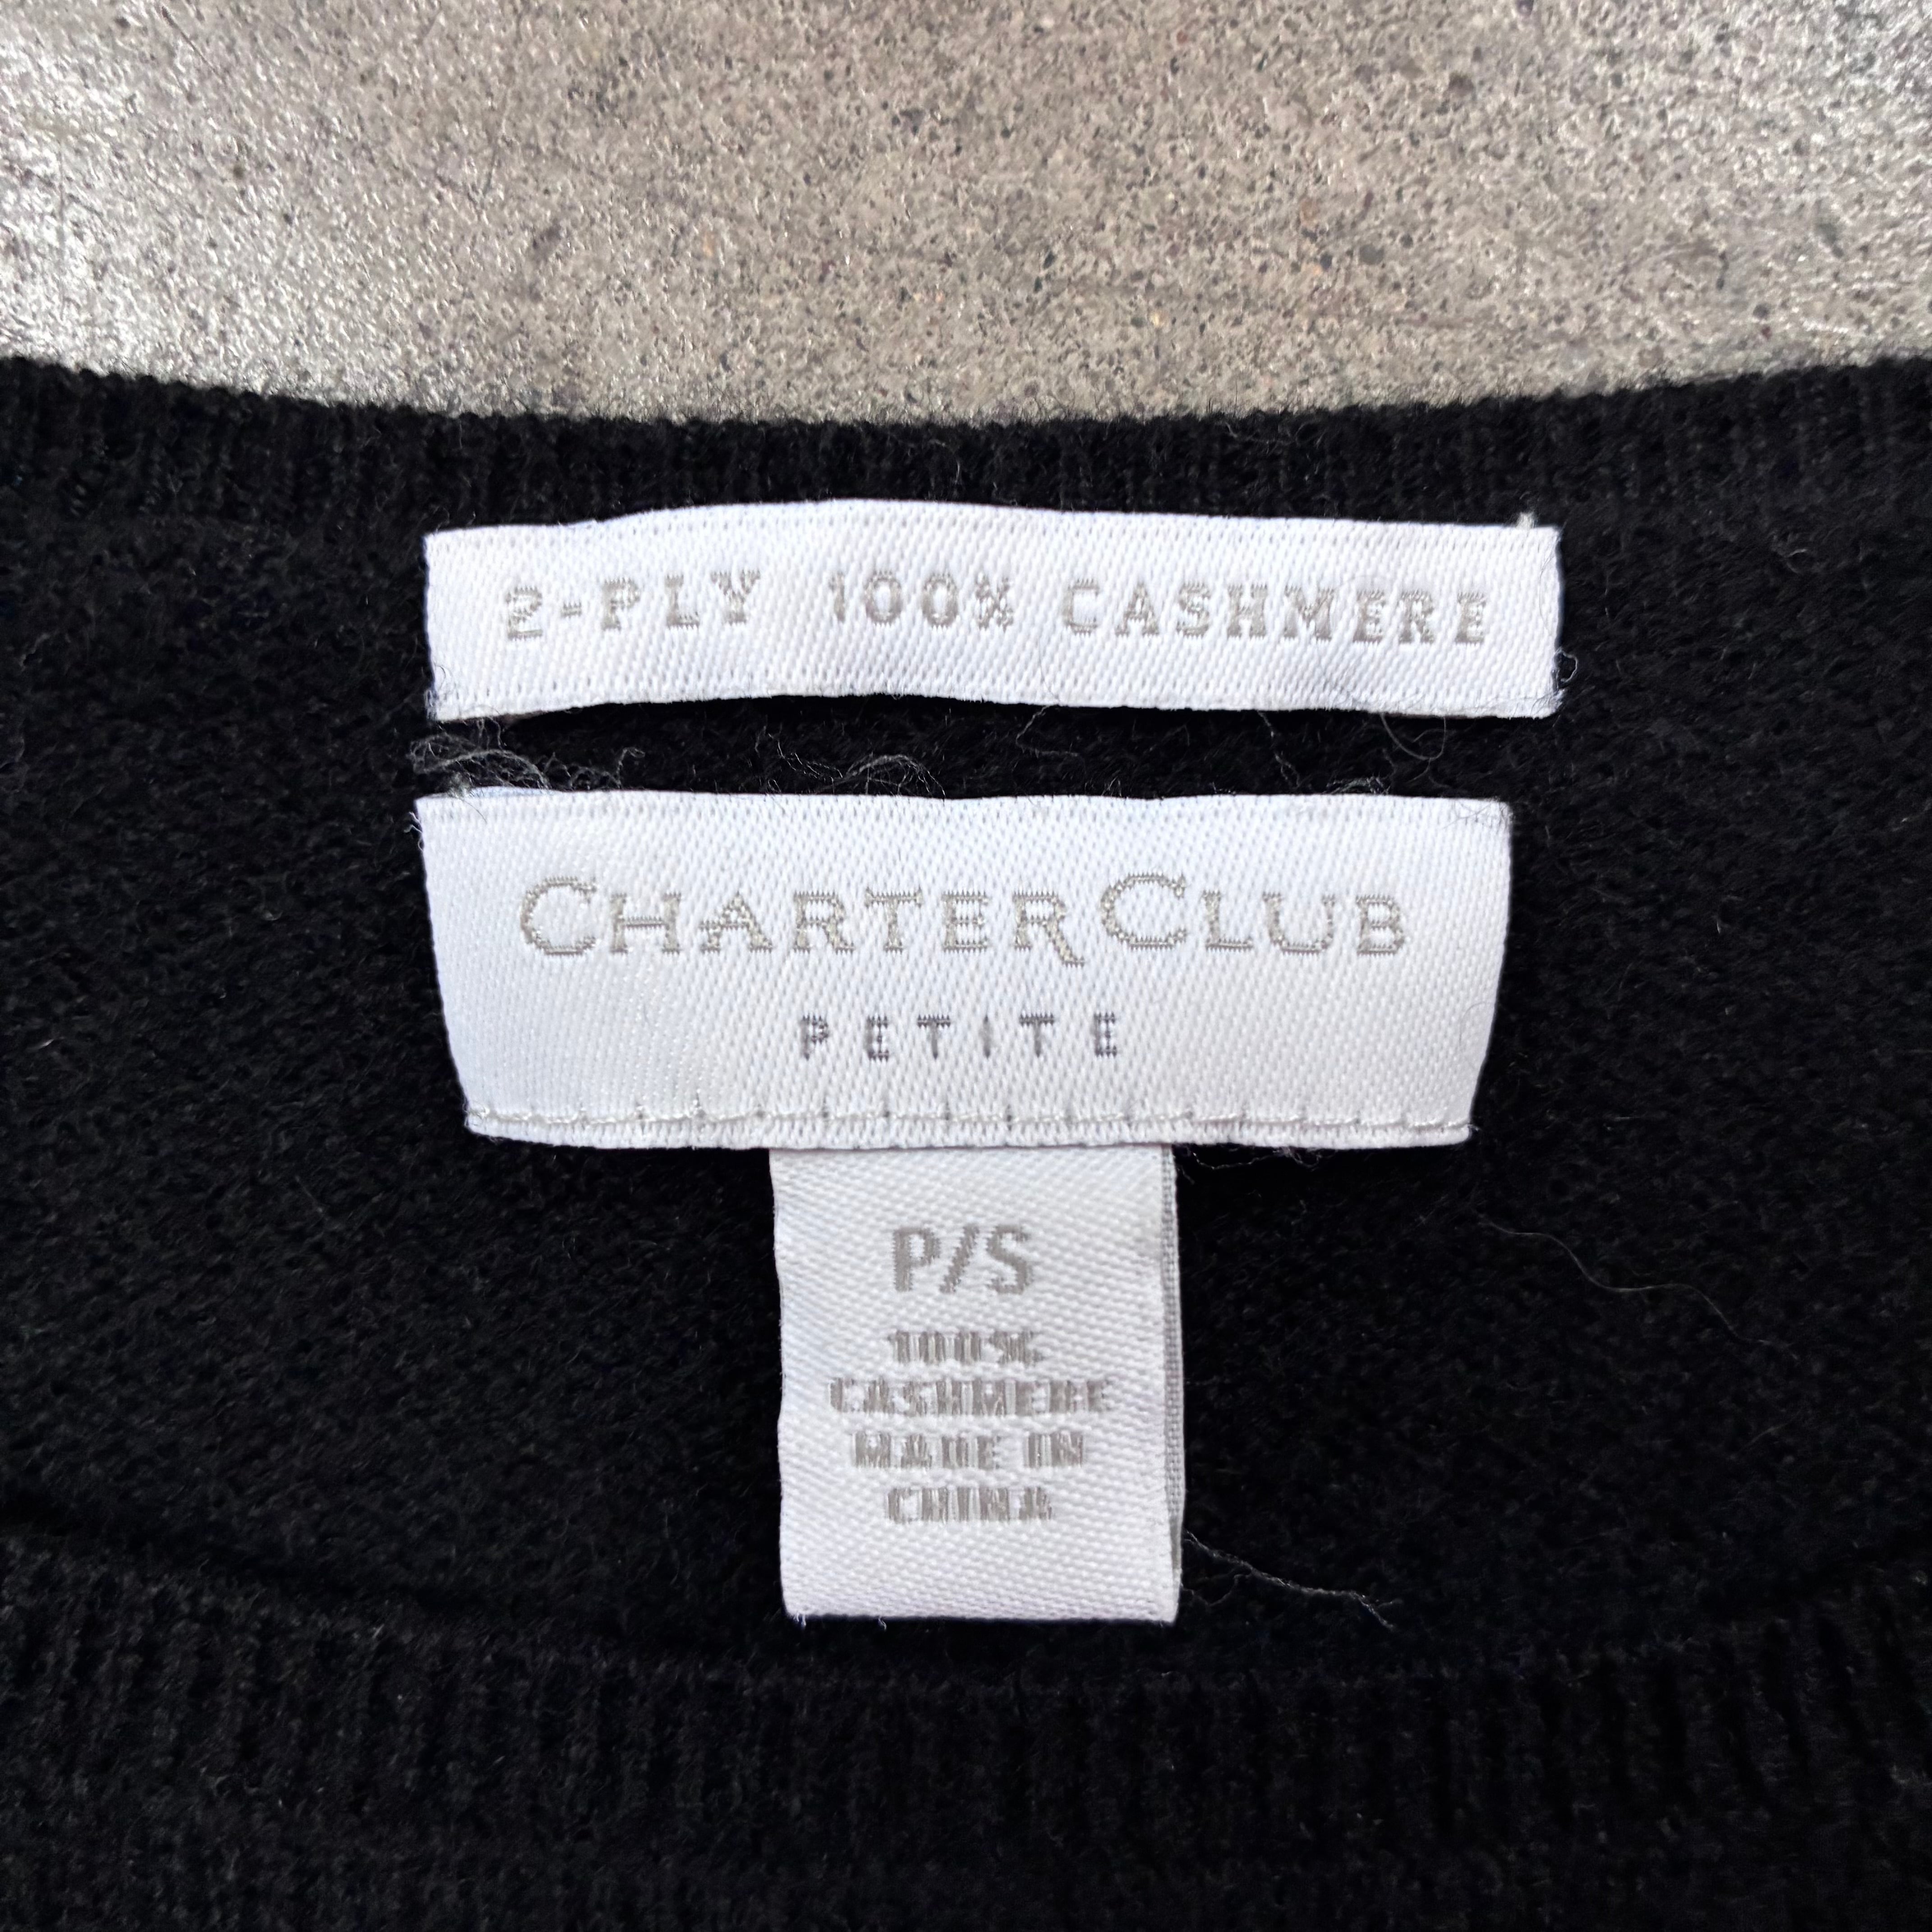 2-PLY 100% CASHMERE
CHARTER CLUB
PETITE
P/S
100%
CASHMERE
MADE IN
CHINA